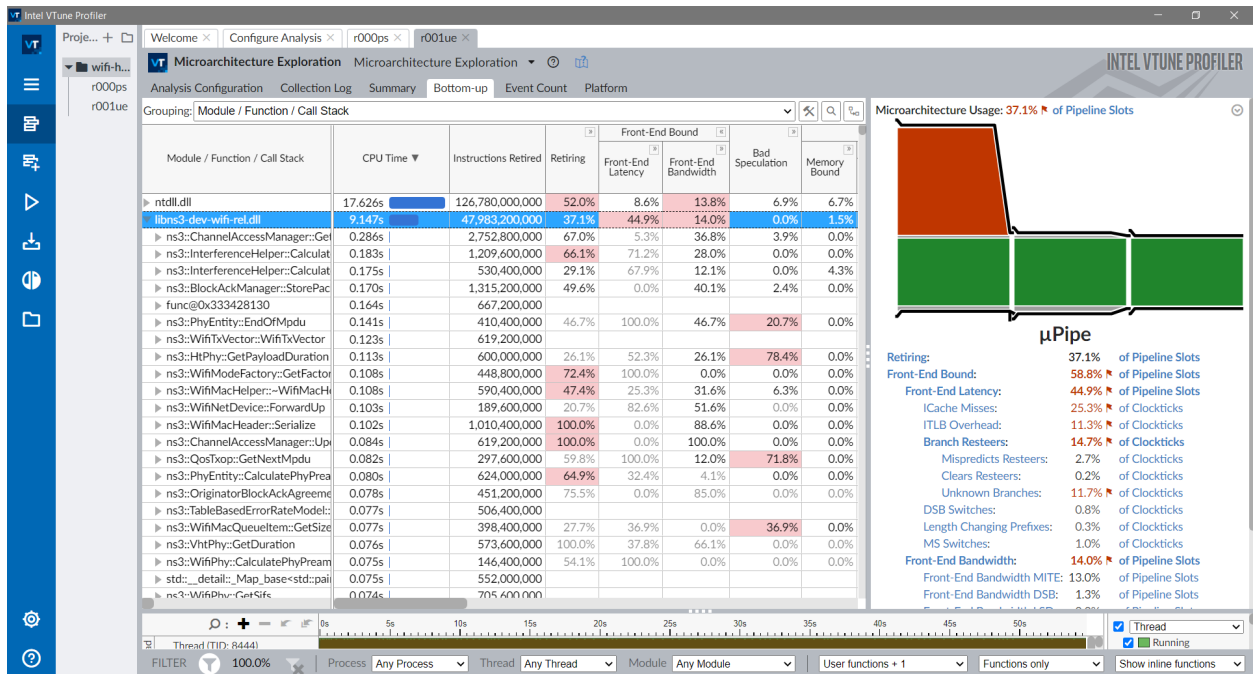 Intel VTune Profiler
Proje...
wifi-h...
r000ps
r001ue
Welcome
Configure Analysis
r000ps
r001ue
Microarchitecture Exploration Microarchitecture Exploration
INTEL VTUNE PROFILER
Analysis Configuration Collection Log Summary Bottom-up Event Count Platform
Grouping: Module / Function / Call Stack
Module / Function / Call Stack CPU Time ▼ Instructions Retired Retiring Front-End Bound Bad Speculation Memory Bound
Front-End Latency Front-End Bandwidth
ntdll.dll 17.626s 126,780,000,000 52.0% 8.6% 13.8% 6.9% 6.7%
libns3-dev-wifi-rel.dll 9.147s 47,983,200,000 37.1% 44.9% 14.0% 0.0% 1.5%
ns3::ChannelAccessManager::Get 0.286s 2,752,800,000 67.0% 5.3% 36.8% 3.9% 0.0%
ns3::InterferenceHelper::Calculat 0.183s 1,209,600,000 66.1% 71.2% 28.0% 0.0% 0.0%
ns3::InterferenceHelper::Calculat 0.175s 530,400,000 29.1% 67.9% 12.1% 0.0% 4.3%
ns3::BlockAckManager::StorePac 0.170s 1,315,200,000 49.6% 0.0% 40.1% 2.4% 0.0%
func@0x333428130 0.164s 667,200,000
ns3::PhyEntity::EndOfMpdu 0.141s 410,400,000 46.7% 100.0% 46.7% 20.7% 0.0%
ns3::WifiTxVector::WifiTxVector 0.123s 619,200,000
ns3::HtPhy::GetPayloadDuration 0.113s 600,000,000 26.1% 52.3% 26.1% 78.4% 0.0%
ns3::WifiModeFactory::GetFactor 0.108s 448,800,000 72.4% 100.0% 0.0% 0.0% 0.0%
ns3::WifiMacHelper::~WifiMacHe 0.108s 590,400,000 47.4% 25.3% 31.6% 6.3% 0.0%
ns3::WifiNetDevice::ForwardUp 0.103s 189,600,000 20.7% 82.6% 51.6% 0.0% 0.0%
ns3::WifiMacHeader::Serialize 0.102s 1,010,400,000 100.0% 0.0% 88.6% 0.0% 0.0%
ns3::ChannelAccessManager::Upd 0.084s 619,200,000 100.0% 0.0% 100.0% 0.0% 0.0%
ns3::QosTxop::GetNextMpdu 0.082s 297,600,000 59.8% 100.0% 12.0% 71.8% 0.0%
ns3::PhyEntity::CalculatePhyPrea 0.080s 624,000,000 64.9% 32.4% 4.1% 0.0% 0.0%
ns3::OriginatorBlockAckAgreeme 0.078s 451,200,000 75.5% 0.0% 85.0% 0.0% 0.0%
ns3::TableBasedErrorRateModel:: 0.077s 506,400,000
ns3::WifiMacQueueItem::GetSize 0.077s 398,400,000 27.7% 36.9% 0.0% 36.9% 0.0%
ns3::VhtPhy::GetDuration 0.076s 573,600,000 100.0% 37.8% 66.1% 0.0% 0.0%
ns3::WifiPhy::CalculatePhyPream 0.075s 146,400,000 54.1% 100.0% 0.0% 0.0% 0.0%
std::__detail::_Map_base<std::pai 0.075s 552,000,000
ns3::WifiPhy::GetSifs 0.074s 705,600,000
Microarchitecture Usage: 37.1% of Pipeline Slots
µPipe
Retiring: 37.1% of Pipeline Slots
Front-End Bound: 58.8% of Pipeline Slots
Front-End Latency: 44.9% of Pipeline Slots
ICache Misses: 25.3% of Clockticks
ITLB Overhead: 11.3% of Clockticks
Branch Resteers: 14.7% of Clockticks
Mispredicts Resteers: 2.7% of Clockticks
Clears Resteers: 0.2% of Clockticks
Unknown Branches: 11.7% of Clockticks
DSB Switches: 0.8% of Clockticks
Length Changing Prefixes: 0.3% of Clockticks
MS Switches: 1.0% of Clockticks
Front-End Bandwidth: 14.0% of Pipeline Slots
Front-End Bandwidth MITE: 13.0% of Pipeline Slots
Front-End Bandwidth DSB: 1.3% of Pipeline Slots
0s 5s 10s 15s 20s 25s 30s 35s 40s 45s 50s
Thread (TID: 8444)
Thread
Running
FILTER 100.0% Process Any Process Thread Any Thread Module Any Module User functions + 1 Functions only Show inline functions